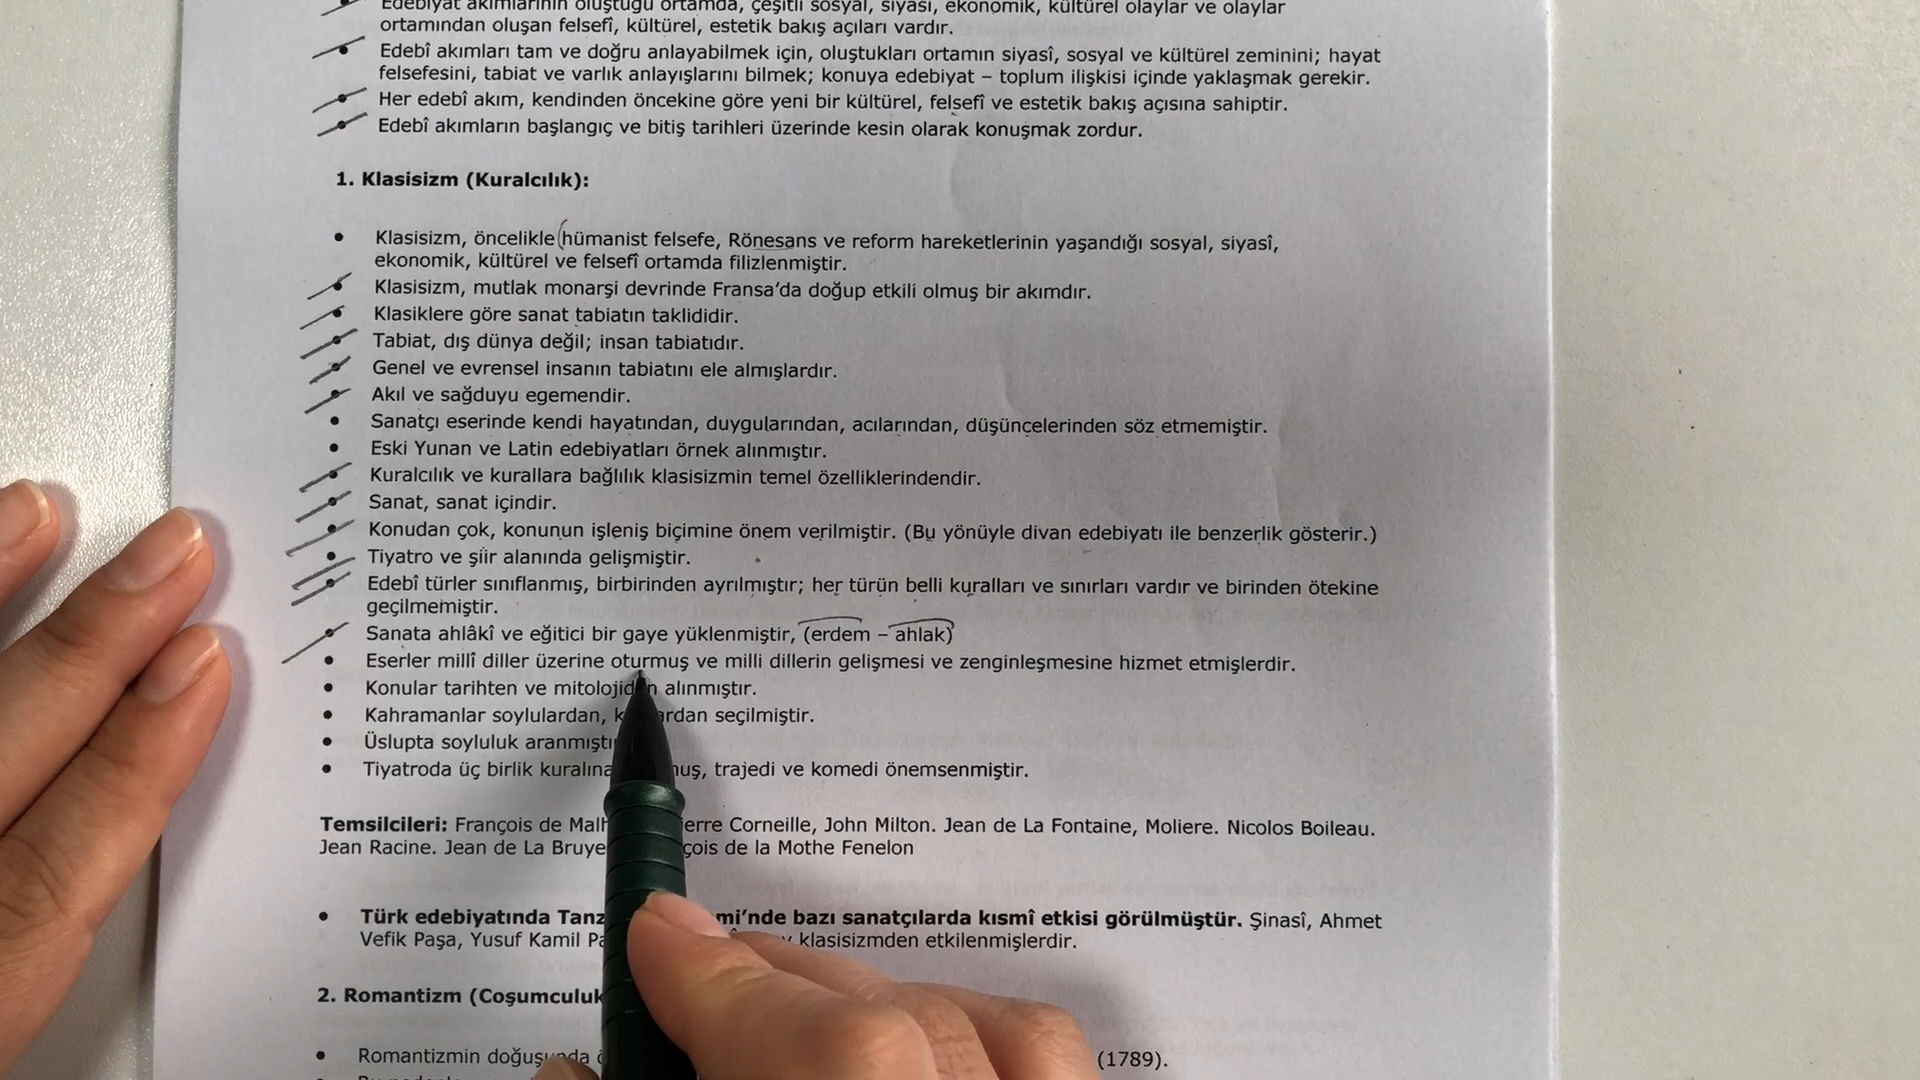 Edebiyat akımlarının oluştuğu ortamda, çeşitli sosyal, siyasî, ekonomik, kültürel olaylar ve olaylar
ortamından oluşan felsefî, kültürel, estetik bakış açıları vardır.
Edebî akımları tam ve doğru anlayabilmek için, oluştukları ortamın siyasî, sosyal ve kültürel zeminini; hayat
felsefesini, tabiat ve varlık anlayışlarını bilmek; konuya edebiyat – toplum ilişkisi içinde yaklaşmak gerekir.
Her edebî akım, kendinden öncekine göre yeni bir kültürel, felsefî ve estetik bakış açısına sahiptir.
Edebî akımların başlangıç ve bitiş tarihleri üzerinde kesin olarak konuşmak zordur.
1. Klasisizm (Kuralcılık):
Klasisizm, öncelikle (hümanist felsefe, Rönesans ve reform hareketlerinin yaşandığı sosyal, siyasî,
ekonomik, kültürel ve felsefî ortamda filizlenmiştir.
Klasisizm, mutlak monarşi devrinde Fransa’da doğup etkili olmuş bir akımdır.
Klasiklere göre sanat tabiatın taklididir.
Tabiat, dış dünya değil; insan tabiatıdır.
Genel ve evrensel insanın tabiatını ele almışlardır.
Akıl ve sağduyu egemendir.
Sanatçı eserinde kendi hayatından, duygularından, acılarından, düşüncelerinden söz etmemiştir.
Eski Yunan ve Latin edebiyatları örnek alınmıştır.
Kuralcılık ve kurallara bağlılık klasisizmin temel özelliklerindendir.
Sanat, sanat içindir.
Konudan çok, konunun işleniş biçimine önem verilmiştir. (Bu yönüyle divan edebiyatı ile benzerlik gösterir.)
Tiyatro ve şiir alanında gelişmiştir.
Edebî türler sınıflanmış, birbirinden ayrılmıştır; her türün belli kuralları ve sınırları vardır ve birinden ötekine
geçilmemiştir.
Sanata ahlâkî ve eğitici bir gaye yüklenmiştir, (erdem – ahlak)
Eserler millî diller üzerine oturmuş ve milli dillerin gelişmesi ve zenginleşmesine hizmet etmişlerdir.
Konular tarihten ve mitolojiden alınmıştır.
Kahramanlar soylulardan, seçilmiştir.
Üslupta soyluluk
Tiyatroda üç birlik trajedi ve komedi önemsenmiştir.
Temsilcileri: François de Corneille, John Milton. Jean de La Fontaine, Moliere. Nicolos Boileau.
Jean Racine. Jean de La de la Mothe Fenelon
Türk edebiyatında bazı sanatçılarda kısmî etkisi görülmüştür. Şinasî, Ahmet
Vefik Paşa, Yusuf Kamil klasisizmden etkilenmişlerdir.
2. Romantizm (Coşumculuk
Romantizmin (1789).